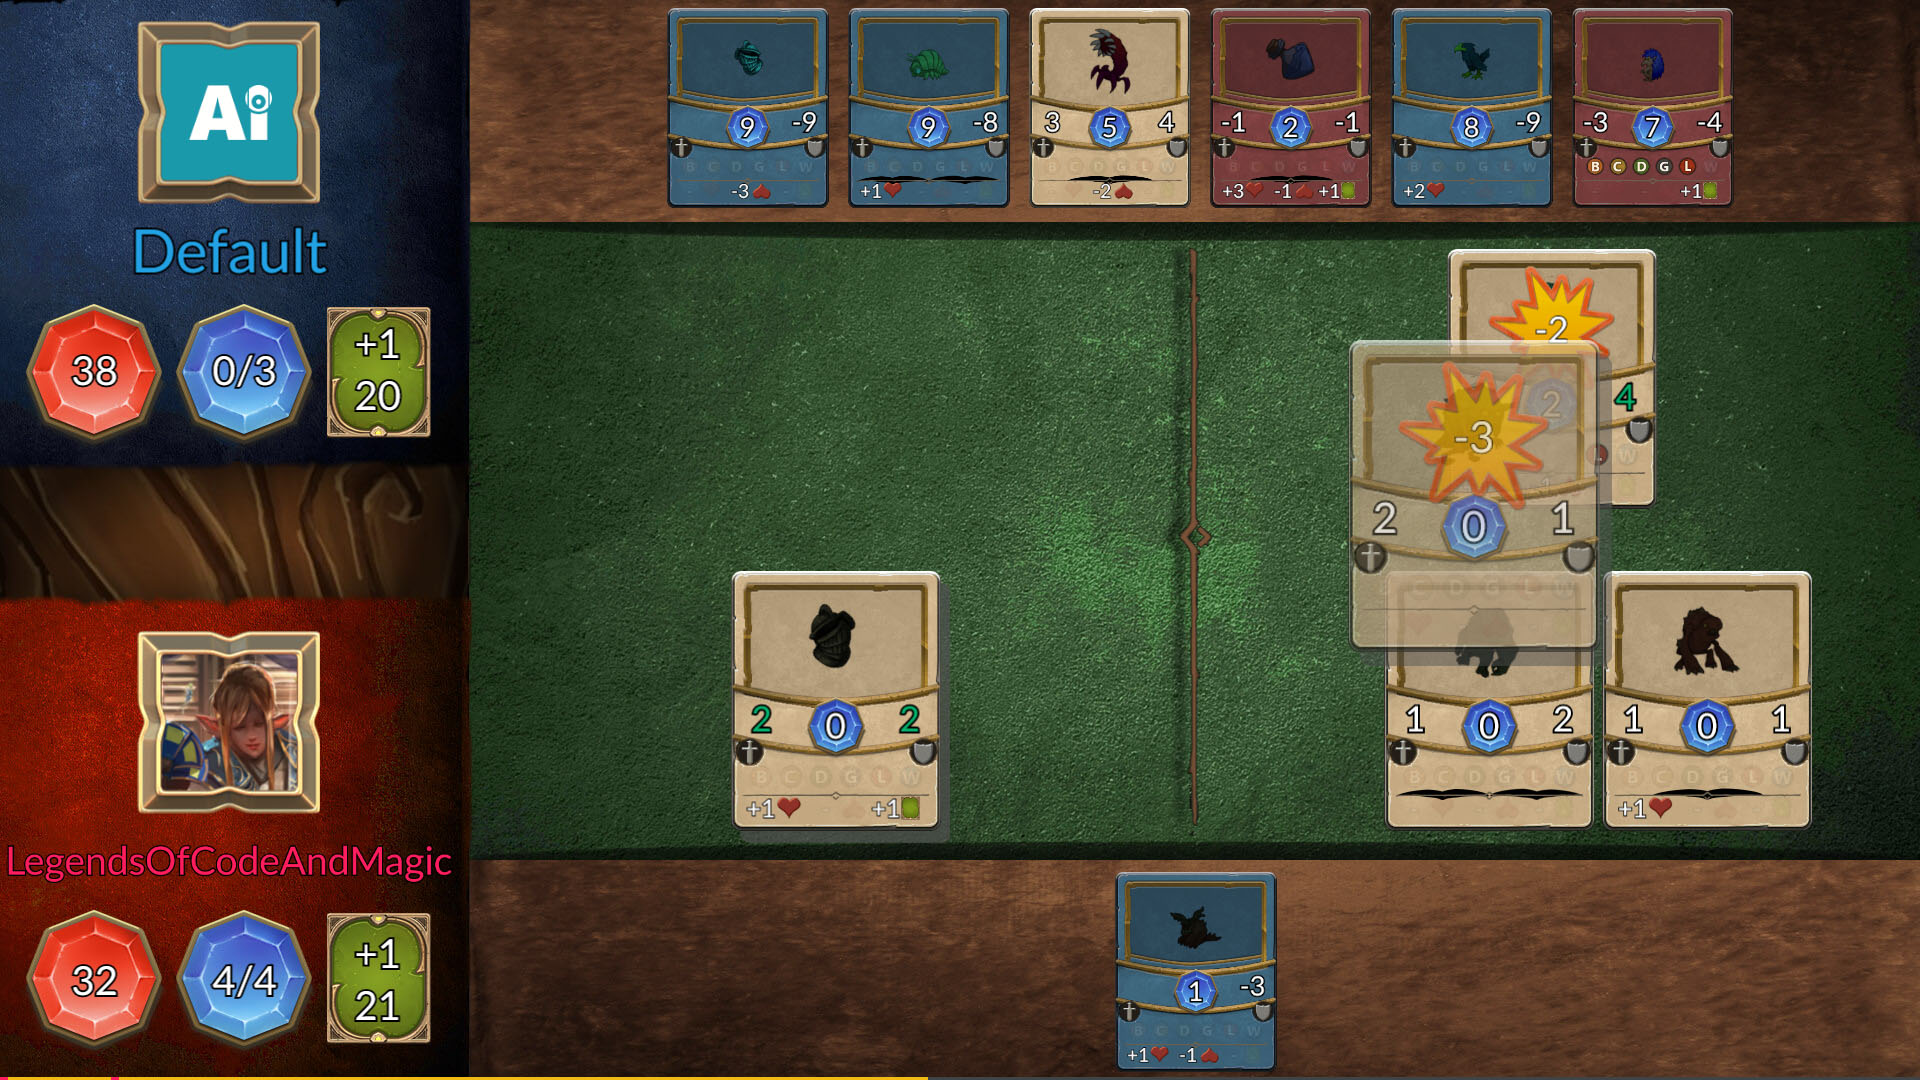 Ai
Default
38
0/3
+1
20
9 -9
B C D G L W
-3
9 -8
B C D G L W
+1
3 5 4
B C D G L W
-2
-1 2 -1
B C D G L W
+3 -1 +1
8 -9
B C D G L W
+2
-3 7 -4
B C D G L W
+1
-2
2 4
W
-3
2 0 1
C D G L W
2 0 2
B C D G L W
+1 +1
1 0 2
B C D G L W
1 0 1
B C D G L W
+1
LegendsOfCodeAndMagic
32
4/4
+1
21
1 -3
B C D G L W
+1 -1